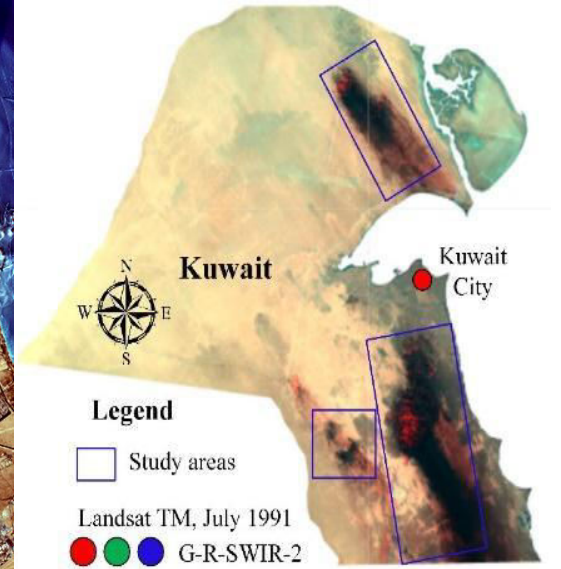 Kuwait
Kuwait
City
N
W E
S
Legend
Study areas
Landsat TM, July 1991
G-R-SWIR-2